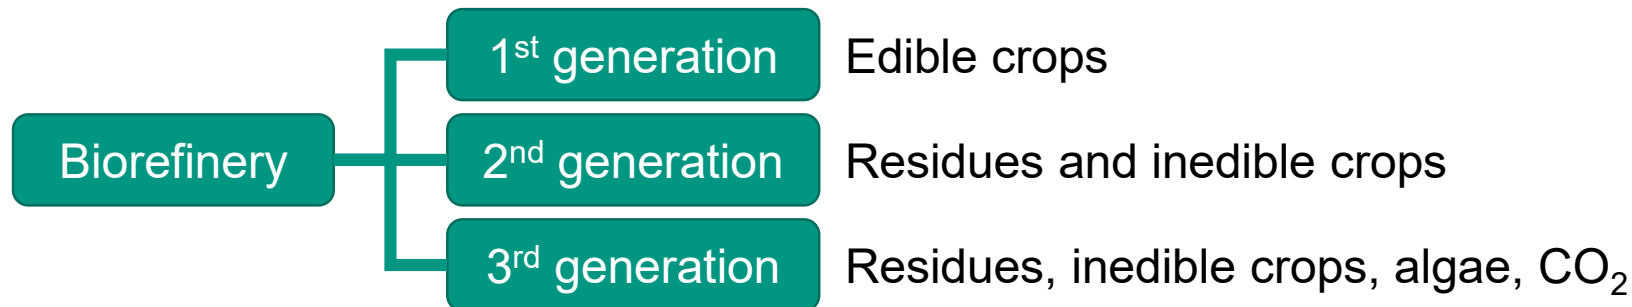 1st generation Edible crops
Biorefinery 2nd generation Residues and inedible crops
3rd generation Residues, inedible crops, algae, CO2